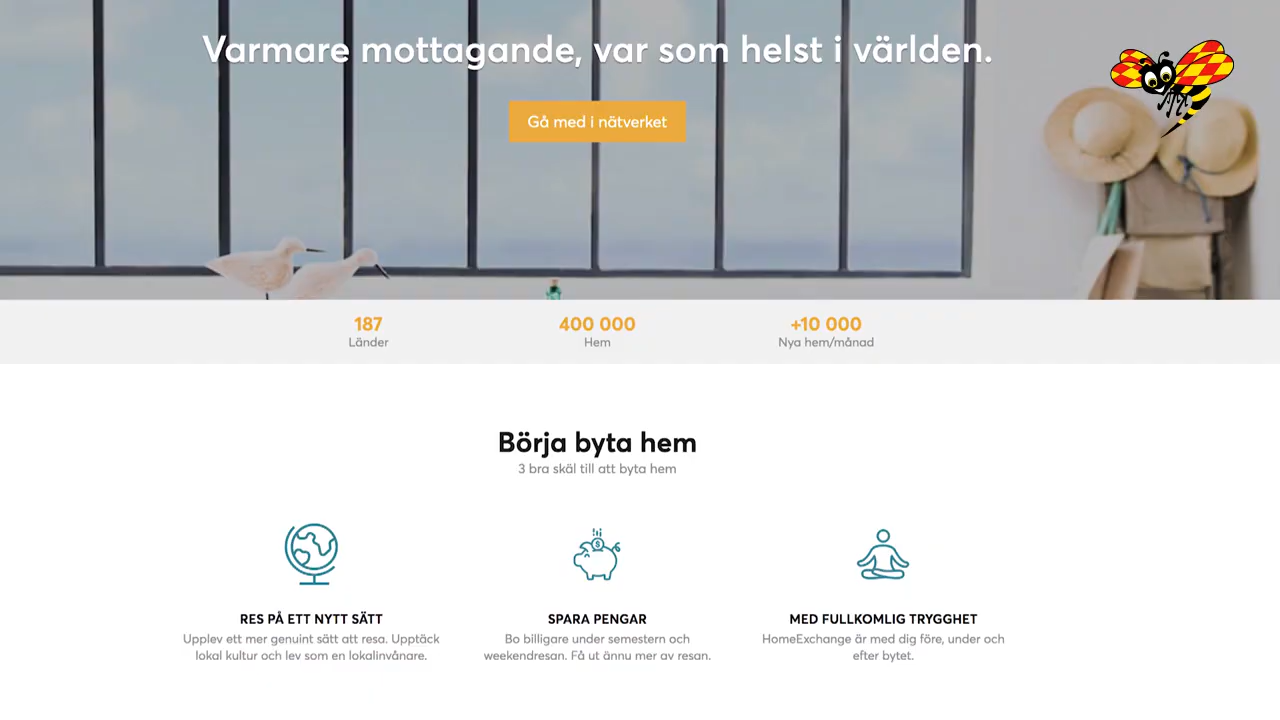 Varmare mottagande, var som helst i världen.
Gå med i nätverket
187
Länder
400 000
Hem
+10 000
Nya hem/månad
Börja byta hem
3 bra skäl till att byta hem
RES PÅ ETT NYTT SÄTT
Upplev ett mer genuint sätt att resa. Upptäck
lokal kultur och lev som en lokalinvånare.
SPARA PENGAR
Bo billigare under semestern och
weekendresan. Få ut ännu mer av resan.
MED FULLKOMLIG TRYGGHET
HomeExchange är med dig före, under och
efter bytet.